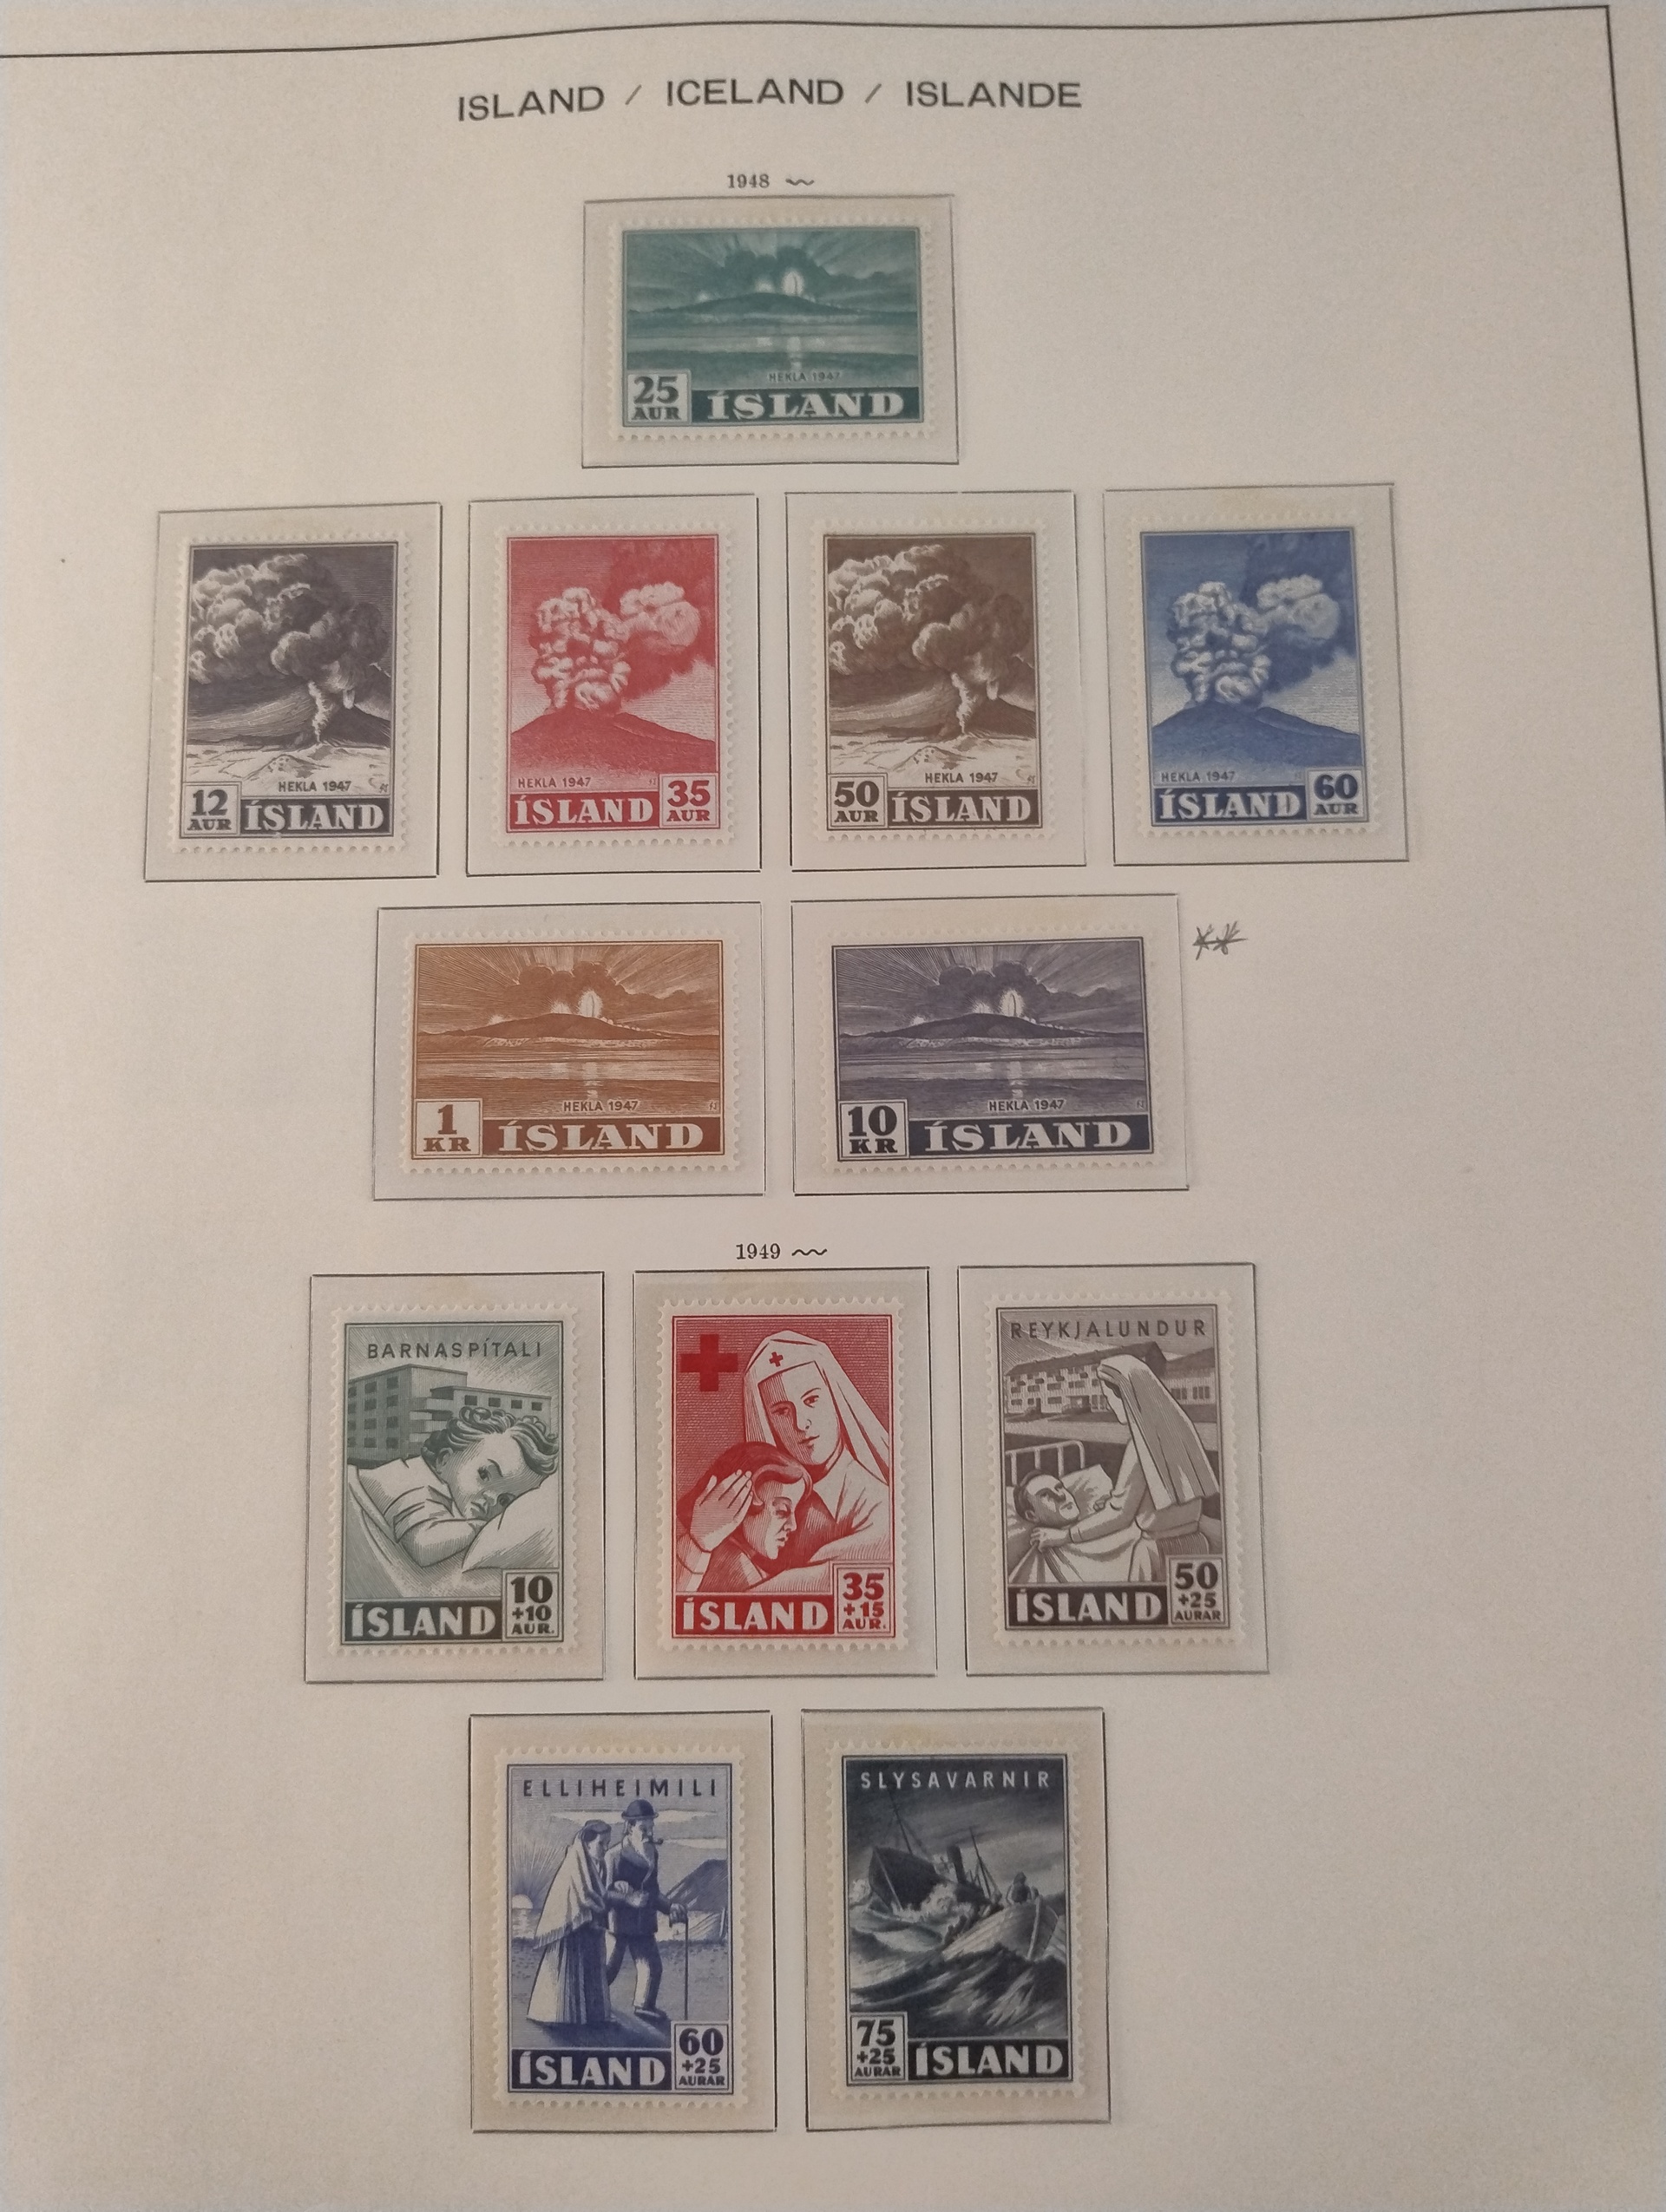 ISLAND / ICELAND / ISLANDE
1948
HEKLA 1947
25 AUR ÍSLAND
HEKLA 1947
12 AUR ÍSLAND
HEKLA 1947
ÍSLAND 35 AUR
HEKLA 1947
50 AUR ÍSLAND
HEKLA 1947
ÍSLAND 60 AUR
HEKLA 1947
1 KR ÍSLAND
HEKLA 1947
10 KR ÍSLAND
**
1949
BARNASPÍTALI
ÍSLAND 10 +10 AUR.
ÍSLAND 35 +15 AUR.
REYKJALUNDUR
ÍSLAND 50 +25 AURAR
ELLIHEIMILI
ÍSLAND 60 +25 AURAR
SLYSAVARNIR
75 +25 AURAR ÍSLAND